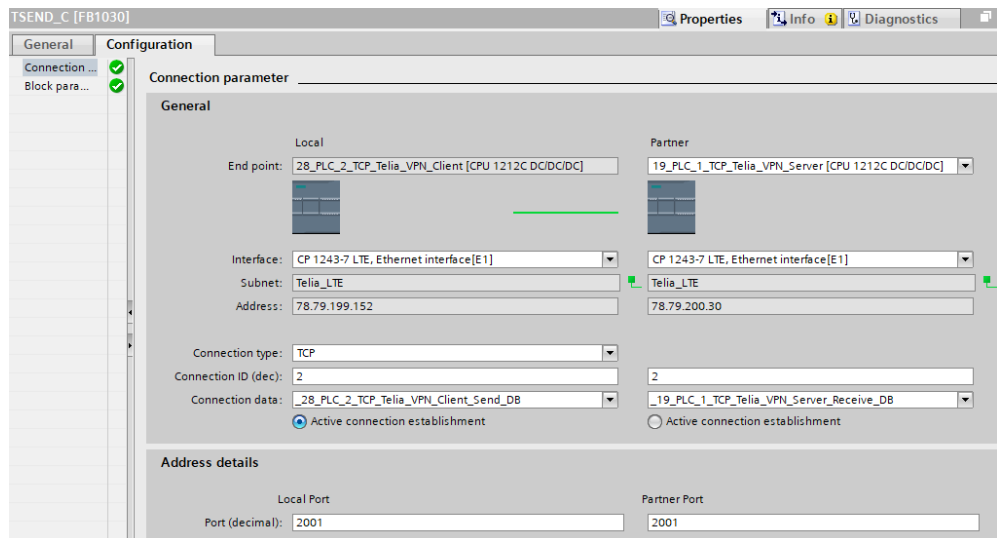 TSEND_C [FB1030]
Properties Info Diagnostics
General Configuration
Connection ...
Block para...
Connection parameter
General
Local Partner
End point: 28_PLC_2_TCP_Telia_VPN_Client [CPU 1212C DC/DC/DC] 19_PLC_1_TCP_Telia_VPN_Server [CPU 1212C DC/DC/DC]
Interface: CP 1243-7 LTE, Ethernet interface[E1] CP 1243-7 LTE, Ethernet interface[E1]
Subnet: Telia_LTE Telia_LTE
Address: 78.79.199.152 78.79.200.30
Connection type: TCP
Connection ID (dec): 2 2
Connection data: _28_PLC_2_TCP_Telia_VPN_Client_Send_DB _19_PLC_1_TCP_Telia_VPN_Server_Receive_DB
Active connection establishment Active connection establishment
Address details
Local Port Partner Port
Port (decimal): 2001 2001